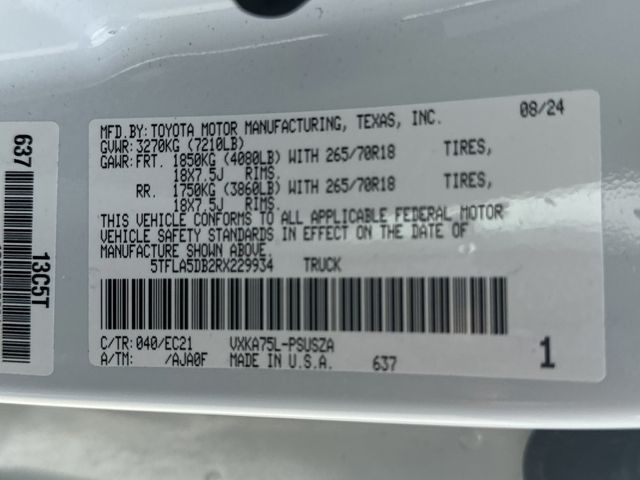 MFD.BY: TOYOTA MOTOR MANUFACTURING, TEXAS, INC. 08/24
GVWR: 3270KG (7210LB)
GAWR: FRT. 1850KG (4080LB) WITH 265/70R18 TIRES,
18X7.5J RIMS.
RR. 1750KG (3860LB) WITH 265/70R18 TIRES,
18X7.5J RIMS.
THIS VEHICLE CONFORMS TO ALL APPLICABLE FEDERAL MOTOR
VEHICLE SAFETY STANDARDS IN EFFECT ON THE DATE OF
MANUFACTURE SHOWN ABOVE.
5TFLA5DB2RX229934 TRUCK
C/TR: 040/EC21 VXKA75L-PSUSZA
A/TM: /AJA0F MADE IN U.S.A. 637 1
637
13C5T